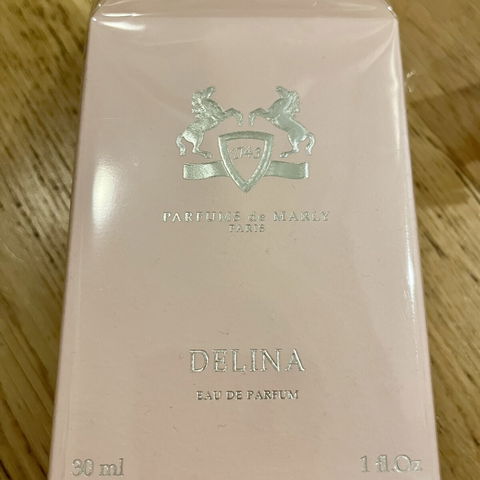 1743
PARFUMS de MARLY
PARIS
DELINA
EAU DE PARFUM
30 ml 1 fl.Oz